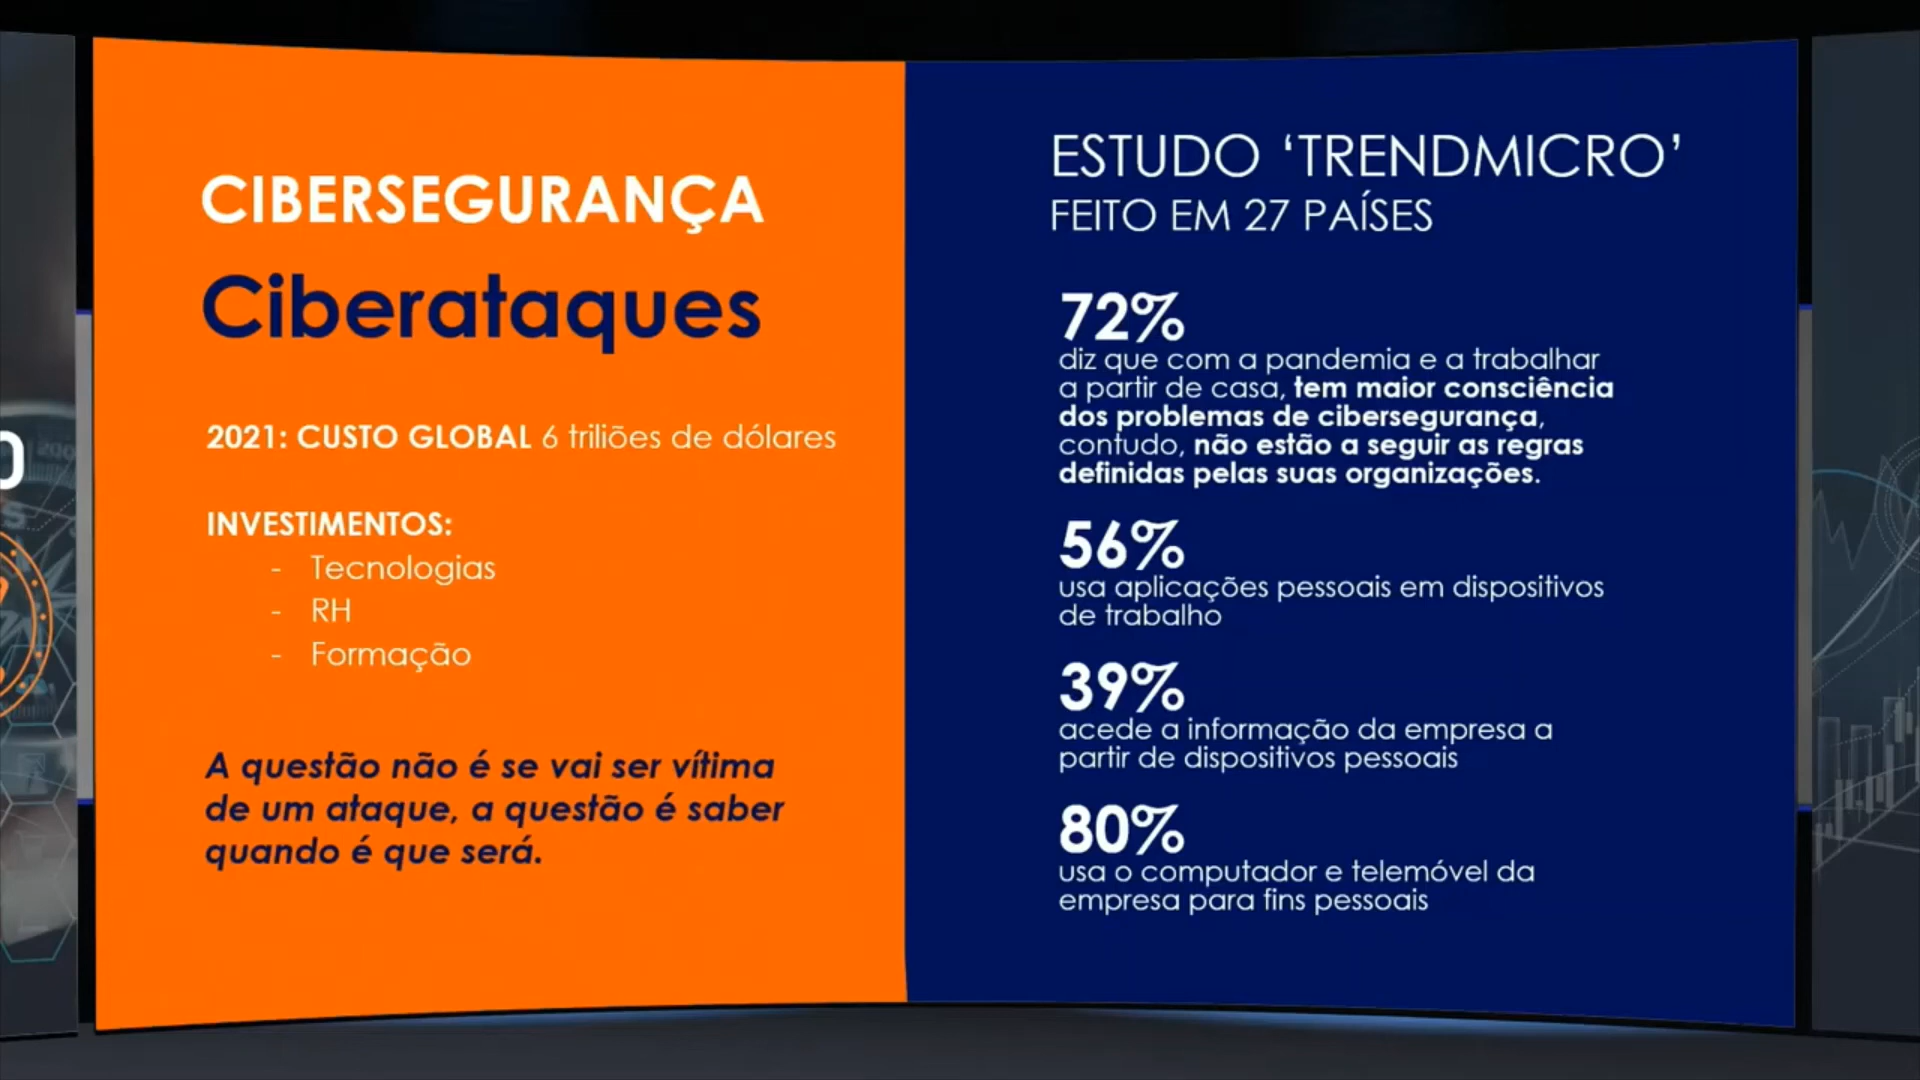 CIBERSEGURANÇA
Ciberataques
2021: CUSTO GLOBAL 6 triliões de dólares
INVESTIMENTOS:
- Tecnologias
- RH
- Formação
A questão não é se vai ser vítima
de um ataque, a questão é saber
quando é que será.
ESTUDO ‘TRENDMICRO’
FEITO EM 27 PAÍSES
72%
diz que com a pandemia e a trabalhar
a partir de casa, tem maior consciência
dos problemas de cibersegurança,
contudo, não estão a seguir as regras
definidas pelas suas organizações.
56%
usa aplicações pessoais em dispositivos
de trabalho
39%
acede a informação da empresa a
partir de dispositivos pessoais
80%
usa o computador e telemóvel da
empresa para fins pessoais